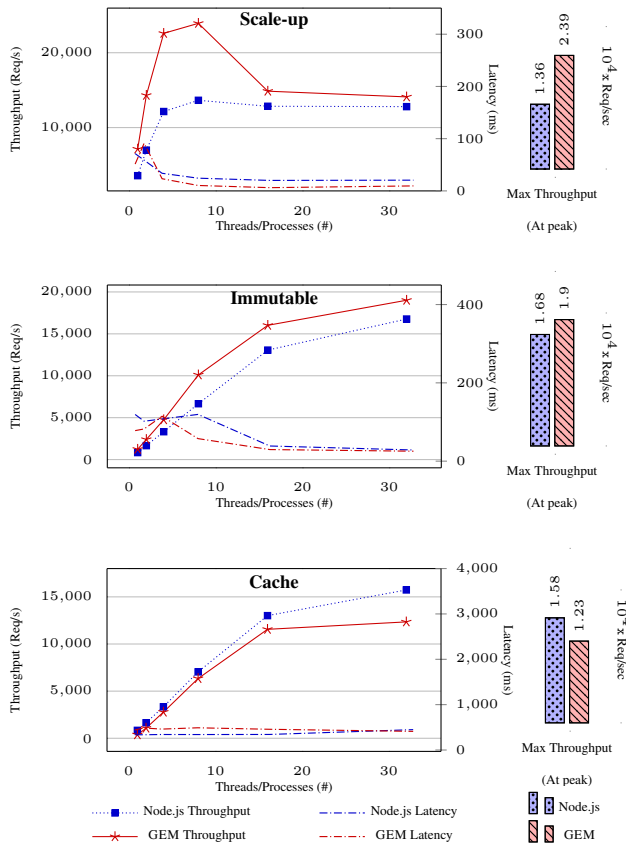 Scale-up
Throughput (Req/s)
20,000
10,000
300
200
100
0
Latency (ms)
0
10
20
30
Threads/Processes (#)
1.36
2.39
10^4 x Req/sec
Max Throughput
(At peak)
Immutable
Throughput (Req/s)
20,000
15,000
10,000
5,000
0
400
200
0
Latency (ms)
0
10
20
30
Threads/Processes (#)
1.68
1.9
10^4 x Req/sec
Max Throughput
(At peak)
Cache
Throughput (Req/s)
15,000
10,000
5,000
0
4,000
3,000
2,000
1,000
0
Latency (ms)
0
10
20
30
Threads/Processes (#)
1.58
1.23
x Req/sec
Max Throughput
(At peak)
Node.js Throughput
Node.js Latency
Node.js
GEM Throughput
GEM Latency
GEM